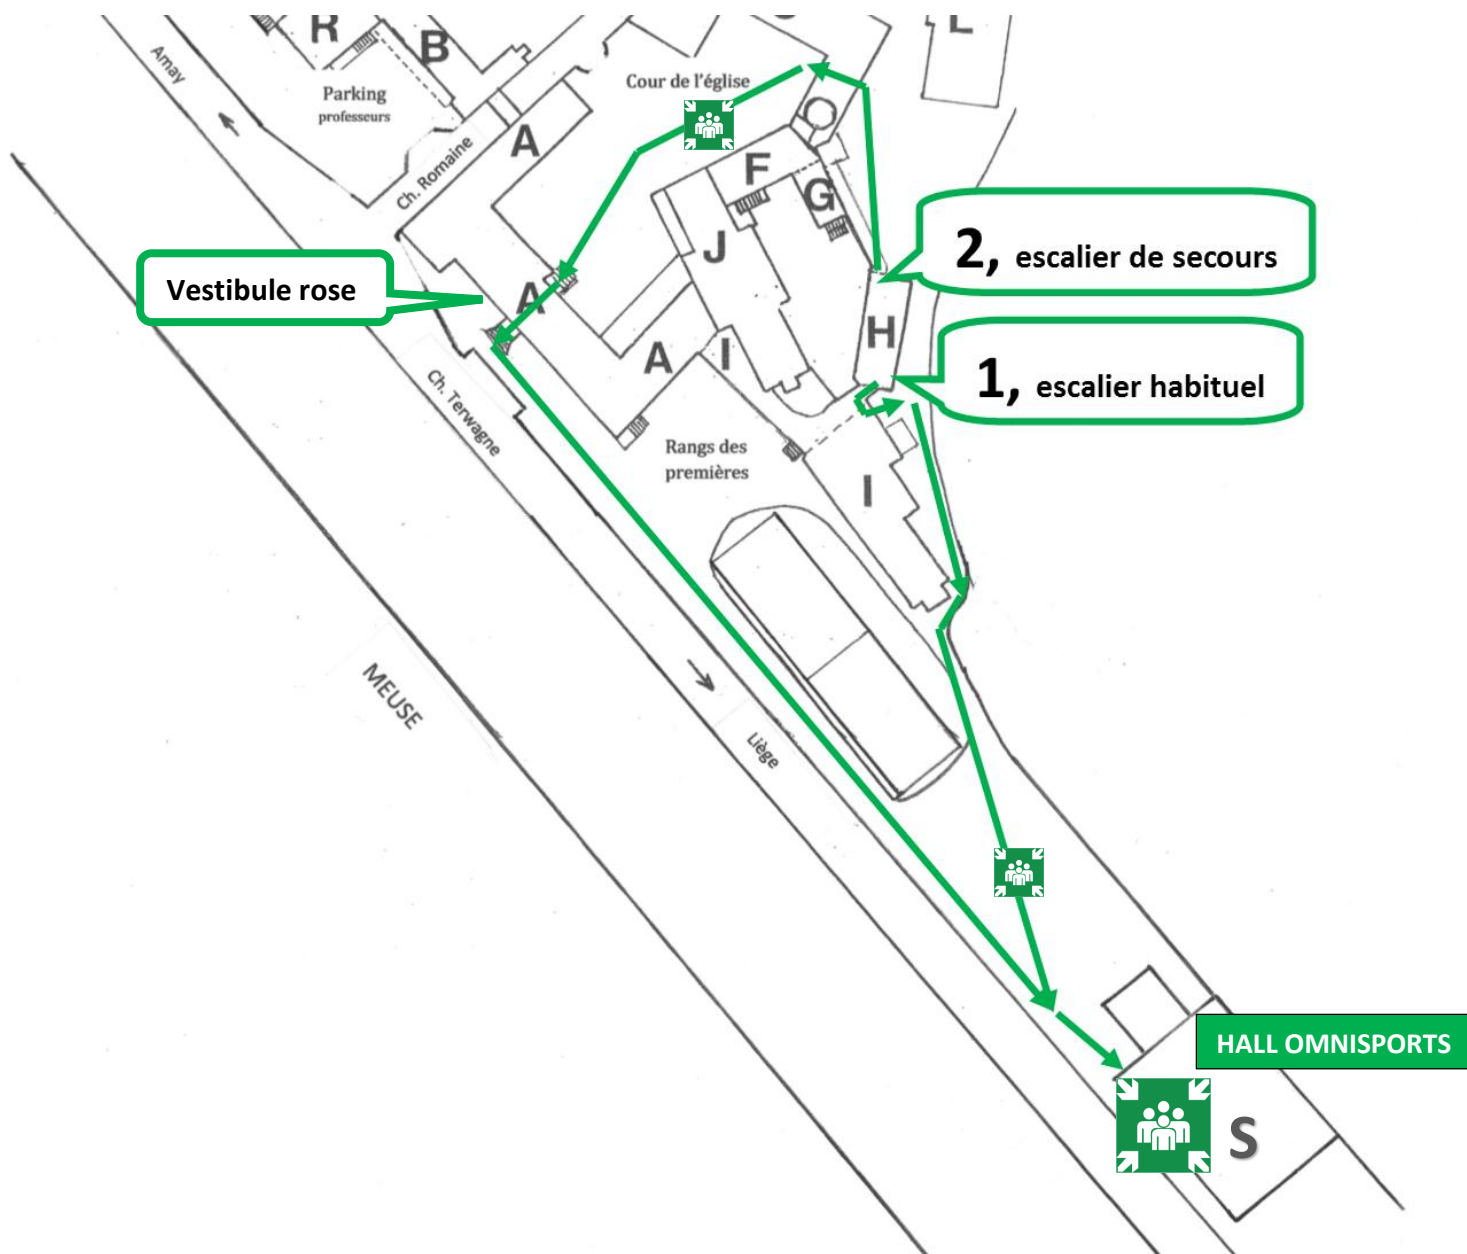 R
B
L
Amay
Parking
professeurs
Cour de l'église
A
Ch. Romaine
F
G
J
2, escalier de secours
Vestibule rose
A
H
A
I
1, escalier habituel
Ch. Terwagne
Rangs des
premières
I
MEUSE
Liège
HALL OMNISPORTS
S